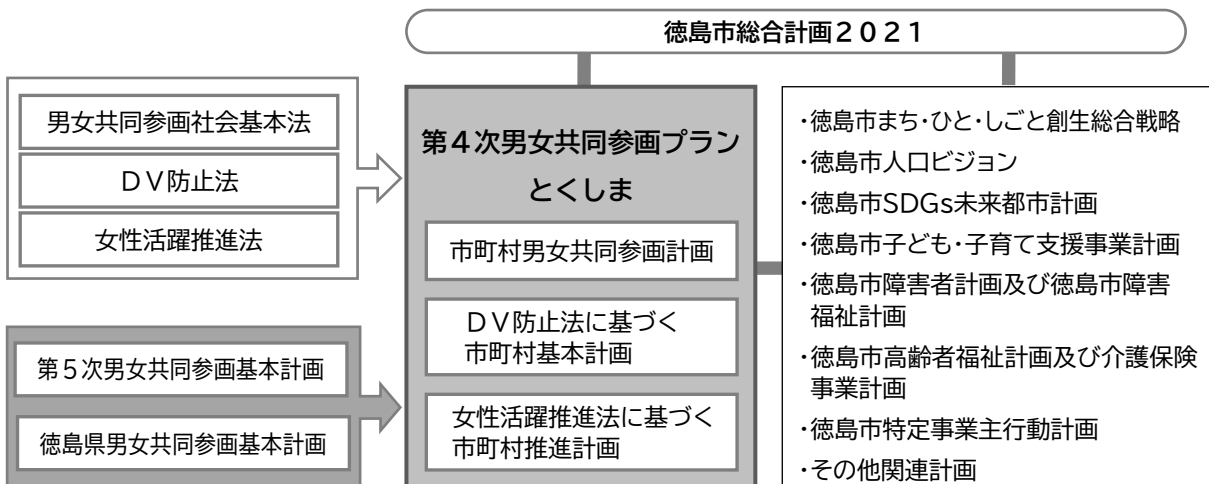 徳島市総合計画2021
男女共同参画社会基本法
DV防止法
女性活躍推進法
第5次男女共同参画基本計画
徳島県男女共同参画基本計画
第4次男女共同参画プラン
とくしま
市町村男女共同参画計画
DV防止法に基づく
市町村基本計画
女性活躍推進法に基づく
市町村推進計画
・徳島市まち・ひと・しごと創生総合戦略
・徳島市人口ビジョン
・徳島市SDGs未来都市計画
・徳島市子ども・子育て支援事業計画
・徳島市障害者計画及び徳島市障害
福祉計画
・徳島市高齢者福祉計画及び介護保険
事業計画
・徳島市特定事業主行動計画
・その他関連計画